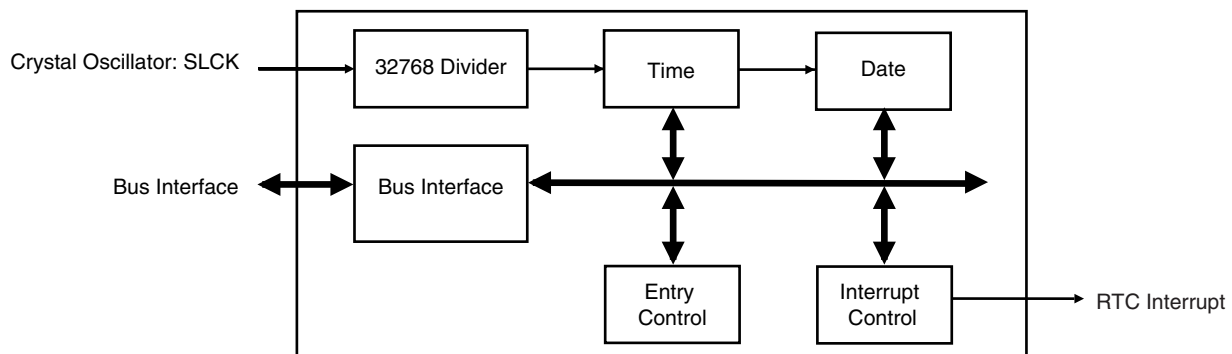 Crystal Oscillator: SLCK
32768 Divider
Time
Date
Bus Interface
Bus Interface
Entry
Control
Interrupt
Control
RTC Interrupt